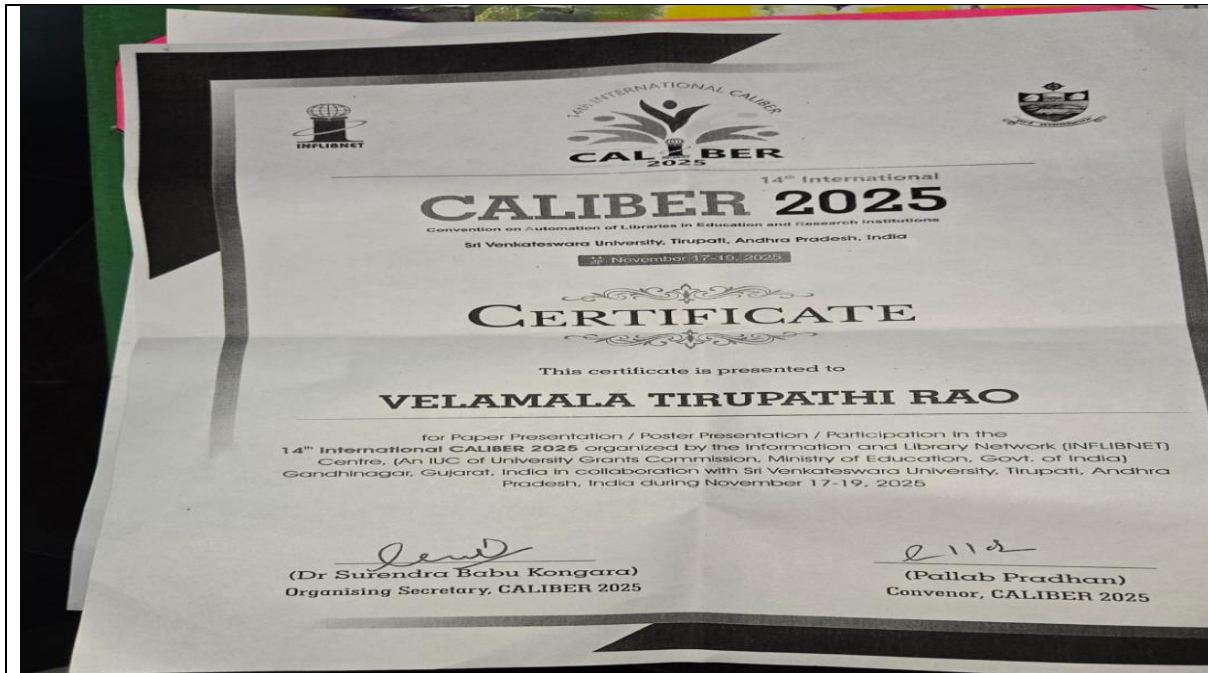 INFLIBNET
14th INTERNATIONAL CALIBER
CALIBER
2025
14th International
CALIBER 2025
Convention on Automation of Libraries in Education and Research Institutions
Sri Venkateswara University, Tirupati, Andhra Pradesh, India
November 17-19, 2025
CERTIFICATE
This certificate is presented to
VELAMALA TIRUPATHI RAO
for Paper Presentation / Poster Presentation / Participation in the
14th International CALIBER 2025 organized by the Information and Library Network (INFLIBNET)
Centre, (An IUC of University Grants Commission, Ministry of Education, Govt. of India)
Gandhinagar, Gujarat, India in collaboration with Sri Venkateswara University, Tirupati, Andhra
Pradesh, India during November 17-19, 2025
(Dr Surendra Babu Kongara)
Organising Secretary, CALIBER 2025
(Pallab Pradhan)
Convenor, CALIBER 2025